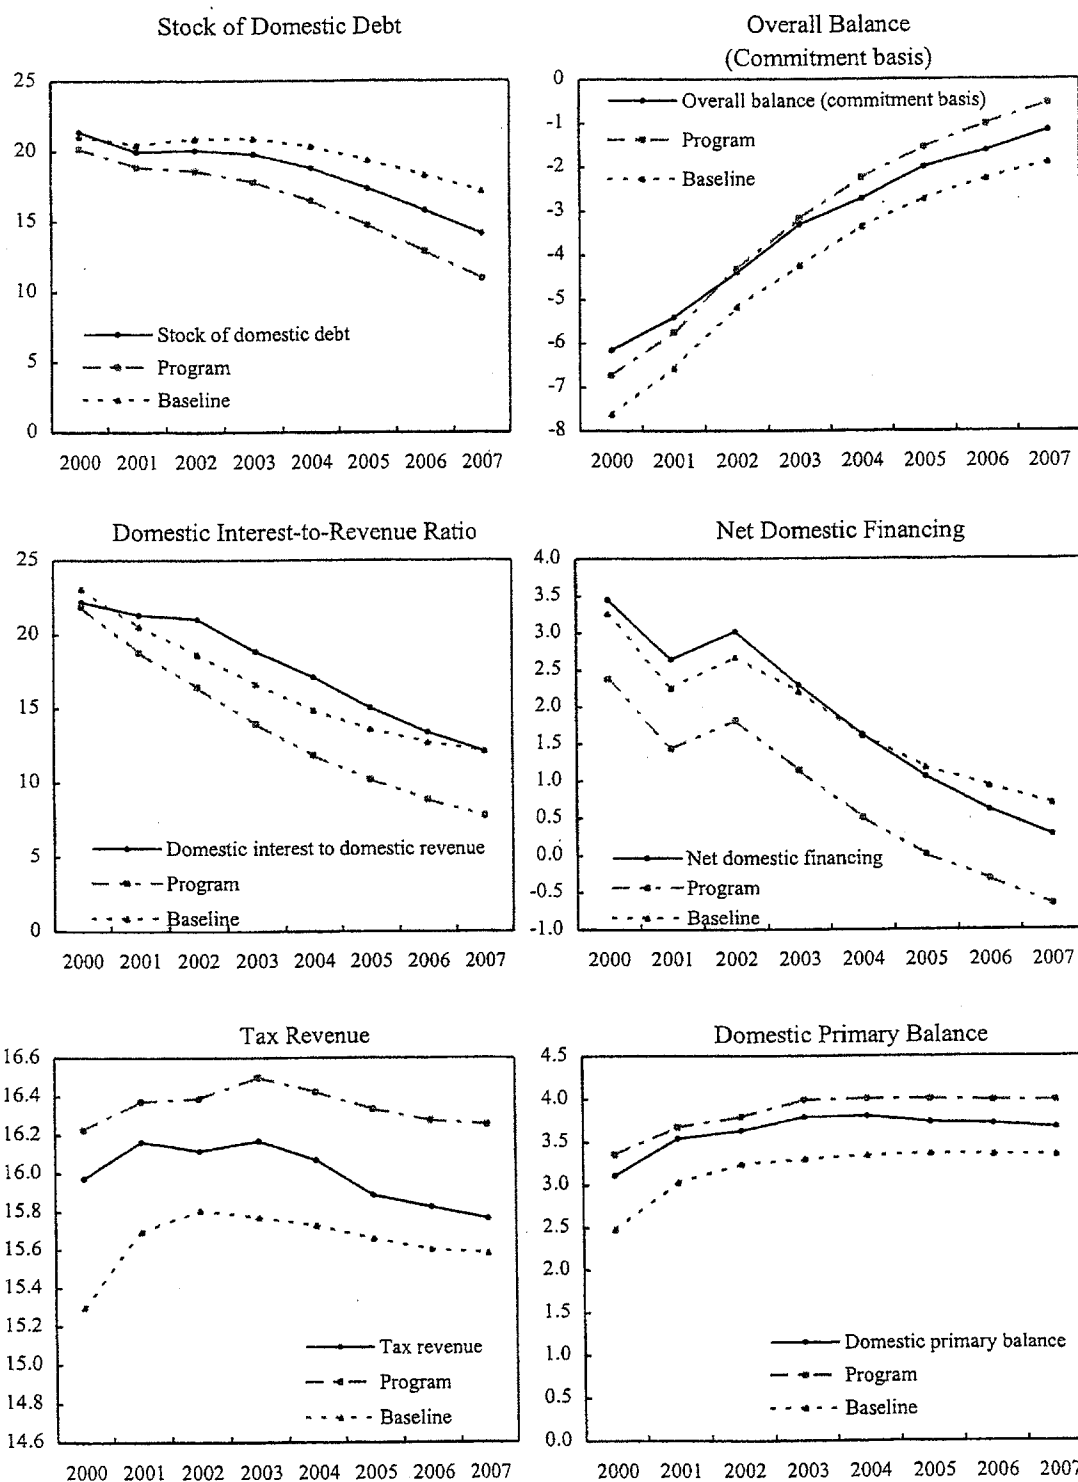 Stock of Domestic Debt
25
20
15
10
5
0
Stock of domestic debt
Program
Baseline
2000 2001 2002 2003 2004 2005 2006 2007
Overall Balance
(Commitment basis)
0
-1
-2
-3
-4
-5
-6
-7
-8
Overall balance (commitment basis)
Program
Baseline
2000 2001 2002 2003 2004 2005 2006 2007
Domestic Interest-to-Revenue Ratio
25
20
15
10
5
0
Domestic interest to domestic revenue
Program
Baseline
2000 2001 2002 2003 2004 2005 2006 2007
Net Domestic Financing
4.0
3.5
3.0
2.5
2.0
1.5
1.0
0.5
0.0
-0.5
-1.0
Net domestic financing
Program
Baseline
2000 2001 2002 2003 2004 2005 2006 2007
Tax Revenue
16.6
16.4
16.2
16.0
15.8
15.6
15.4
15.2
15.0
14.8
14.6
Tax revenue
Program
Baseline
2000 2001 2002 2003 2004 2005 2006 2007
Domestic Primary Balance
4.5
4.0
3.5
3.0
2.5
2.0
1.5
1.0
0.5
0.0
Domestic primary balance
Program
Baseline
2000 2001 2002 2003 2004 2005 2006 2007